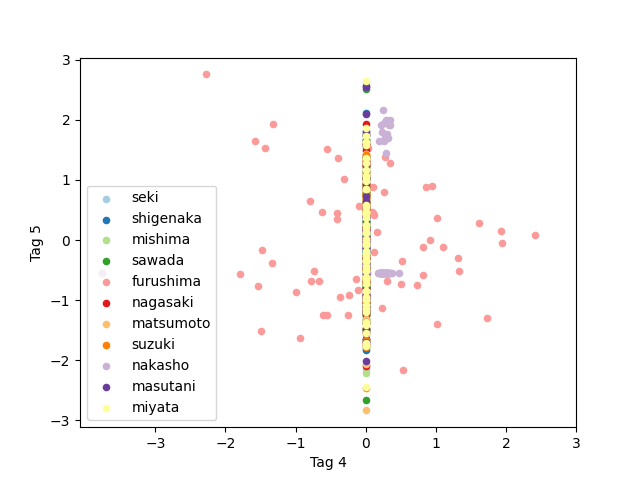 3
2
1
0
−1
−2
−3
Tag 5
seki
shigenaka
mishima
sawada
furushima
nagasaki
matsumoto
suzuki
nakasho
masutani
miyata
−3 −2 −1 0 1 2 3
Tag 4